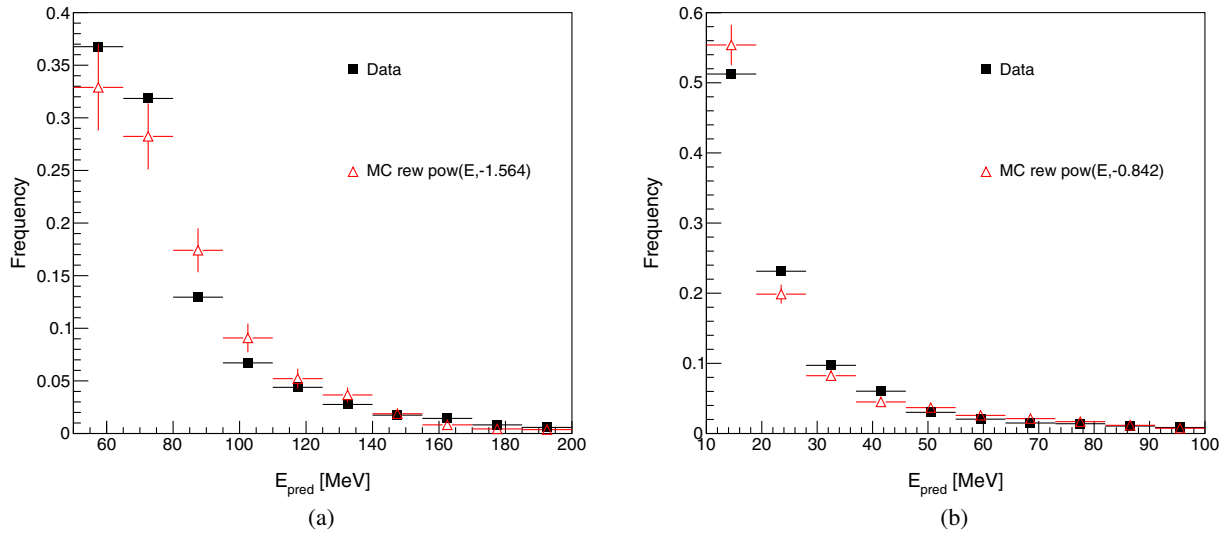 0.4
0.35
0.3
0.25
0.2
0.15
0.1
0.05
0
Frequency
Data
MC rew pow(E,-1.564)
60 80 100 120 140 160 180 200
E_pred [MeV]
(a)
0.6
0.5
0.4
0.3
0.2
0.1
0
Frequency
Data
MC rew pow(E,-0.842)
10 20 30 40 50 60 70 80 90 100
E_pred [MeV]
(b)